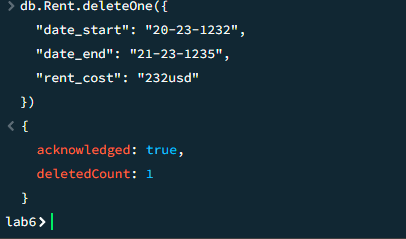 > db.Rent.deleteOne({
"date_start": "20-23-1232",
"date_end": "21-23-1235",
"rent_cost": "232usd"
})
< {
acknowledged: true,
deletedCount: 1
}
lab6>